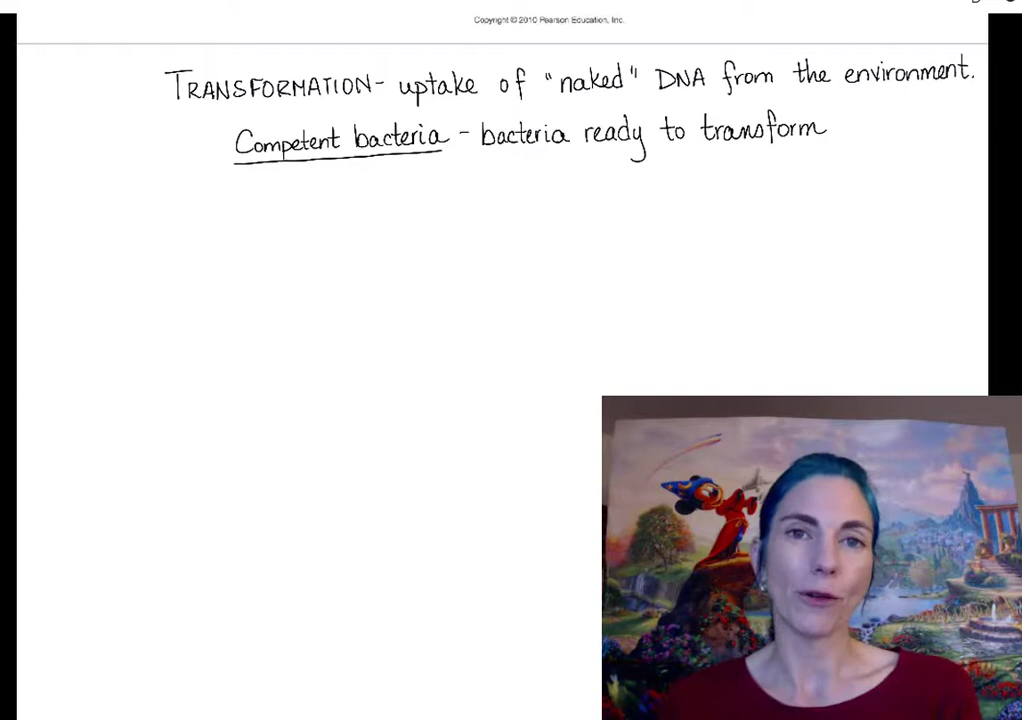 Copyright © 2010 Pearson Education, Inc.
TRANSFORMATION- uptake of "naked" DNA from the environment.
Competent bacteria - bacteria ready to transform